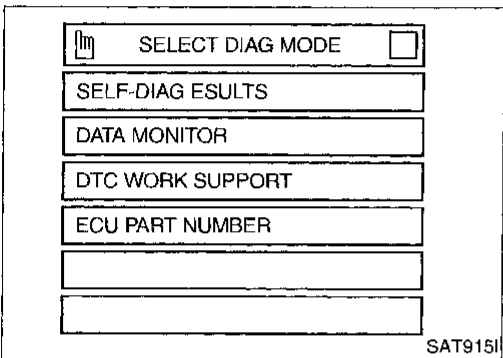 SELECT DIAG MODE
SELF-DIAG ESULTS
DATA MONITOR
DTC WORK SUPPORT
ECU PART NUMBER
SAT915I